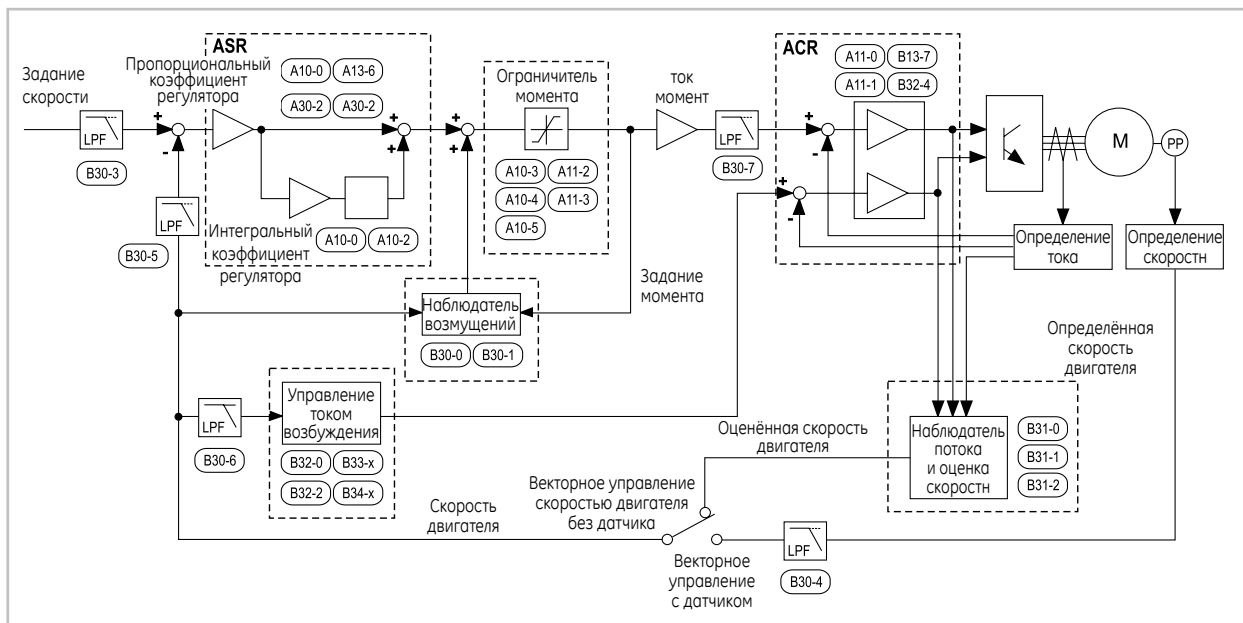 ASR
Пропорциональный
коэффициент
регулятора
A10-0 A13-6
A30-2 A30-2
Задание
скорости
LPF
B30-3
LPF
B30-5
Интегральный
коэффициент
регулятора
A10-0 A10-2
Ограничитель
момента
A10-3 A11-2
A10-4 A11-3
A10-5
ток
момент
LPF
B30-7
ACR
A11-0 B13-7
A11-1 B32-4
M
PP
Определение
тока
Определение
скоростн
Задание
момента
Наблюдатель
возмущений
B30-0 B30-1
Определённая
скорость
двигателя
LPF
B30-6
Управление
током
возбуждения
B32-0 B33-x
B32-2 B34-x
Оценённая скорость
двигателя
Наблюдатель
потока
и оценка
скоростн
B31-0
B31-1
B31-2
Скорость
двигателя
Векторное управление
скоростью двигателя
без датчика
Векторное
управление
с датчиком
LPF
B30-4